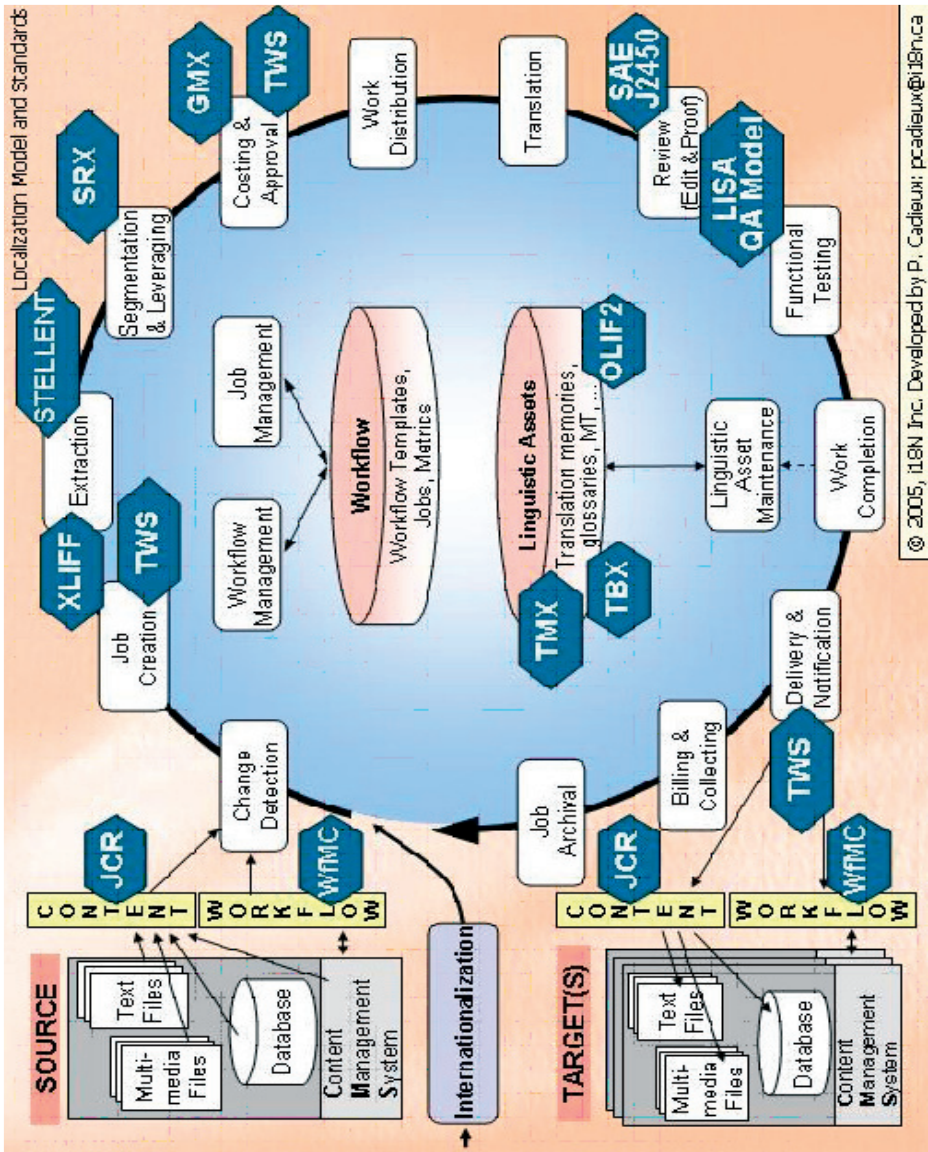 Localization Model and Standards
SOURCE
Multi-
media
Files
Text
Files
Database
Content
Management
System
CONTENT
WORKFLOW
JCR
WfMC
Internationalization
Change
Detection
Job
Creation
XLIFF
TWS
Extraction
STELLENT
Segmentation
& Leveraging
SRX
Costing &
Approval
GMX
TWS
Work
Distribution
Translation
Review
(Edit & Proof)
SAE
J2450
LISA
QA Model
Functional
Testing
Work
Completion
Linguistic
Asset
Maintenance
Delivery &
Notification
TWS
Billing &
Collecting
Job
Archival
Workflow
Management
Job
Management
Workflow
Workflow Templates,
Jobs, Metrics
Linguistic Assets
Translation memories,
glossaries, MT, ...
TMX
TBX
OLIF2
TARGET(S)
Multi-
media
Files
Text
Files
Database
Content
Management
System
CONTENT
WORKFLOW
JCR
WfMC
© 2005, i18N Inc. Developed by P. Cadieux: pcadieux@i18n.ca